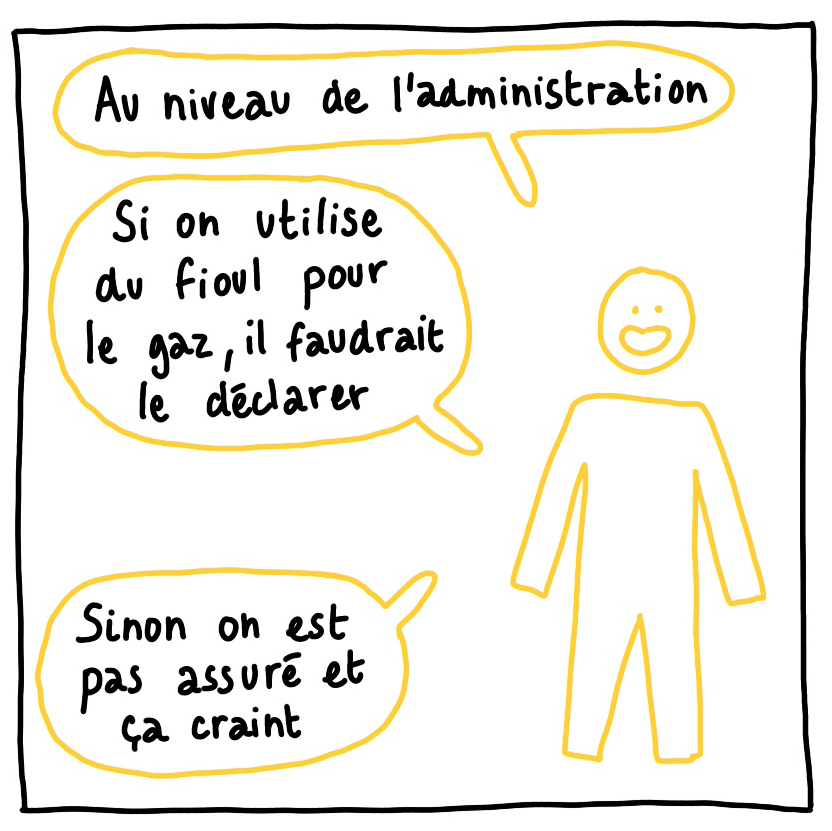 Au niveau de l'administration
Si on utilise
du fioul pour
le gaz, il faudrait
le déclarer
Sinon on est
pas assuré et
ça craint